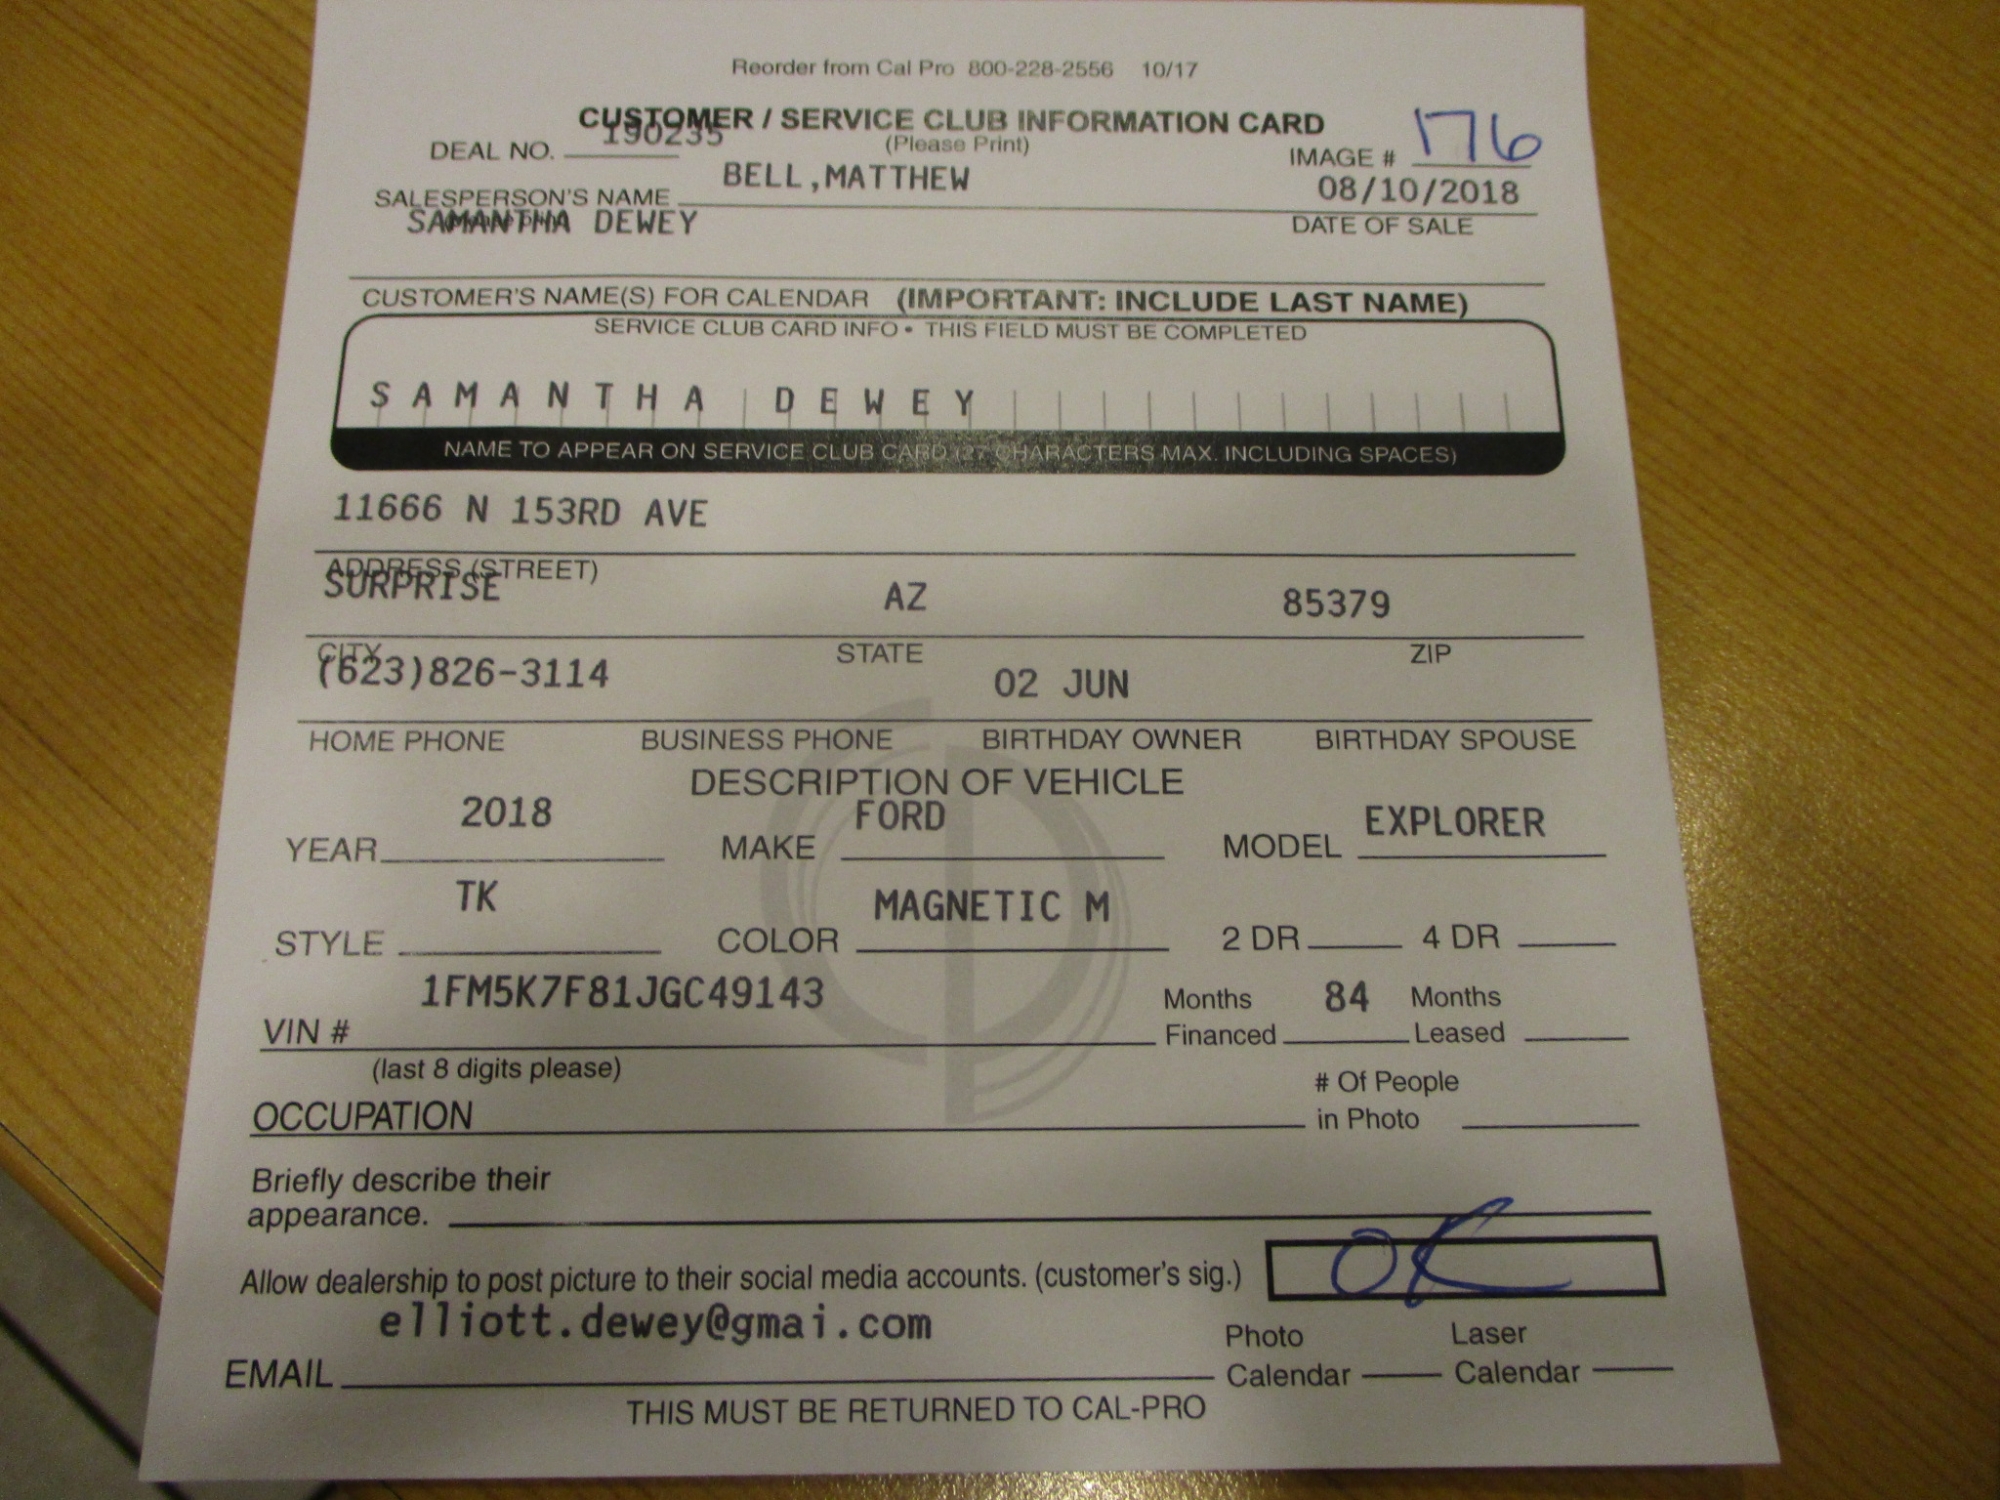 Reorder from Cal Pro 800-228-2556 10/17
CUSTOMER / SERVICE CLUB INFORMATION CARD
(Please Print)
DEAL NO. 190235
IMAGE # 176
SALESPERSON'S NAME BELL,MATTHEW
08/10/2018
DATE OF SALE
SAMANTHA DEWEY
CUSTOMER'S NAME(S) FOR CALENDAR (IMPORTANT: INCLUDE LAST NAME)
SERVICE CLUB CARD INFO • THIS FIELD MUST BE COMPLETED
SAMANTHA DEWEY
NAME TO APPEAR ON SERVICE CLUB CARD (27 CHARACTERS MAX. INCLUDING SPACES)
11666 N 153RD AVE
ADDRESS (STREET)
SURPRISE AZ 85379
CITY STATE ZIP
(623)826-3114 02 JUN
HOME PHONE BUSINESS PHONE BIRTHDAY OWNER BIRTHDAY SPOUSE
DESCRIPTION OF VEHICLE
YEAR 2018 MAKE FORD MODEL EXPLORER
STYLE TK COLOR MAGNETIC M 2 DR 4 DR
VIN # 1FM5K7F81JGC49143
Months Financed 84 Months Leased
(last 8 digits please)
OCCUPATION
# Of People
in Photo
Briefly describe their
appearance.
Allow dealership to post picture to their social media accounts. (customer's sig.) OK
elliott.dewey@gmai.com
EMAIL
Photo Calendar Laser Calendar
THIS MUST BE RETURNED TO CAL-PRO